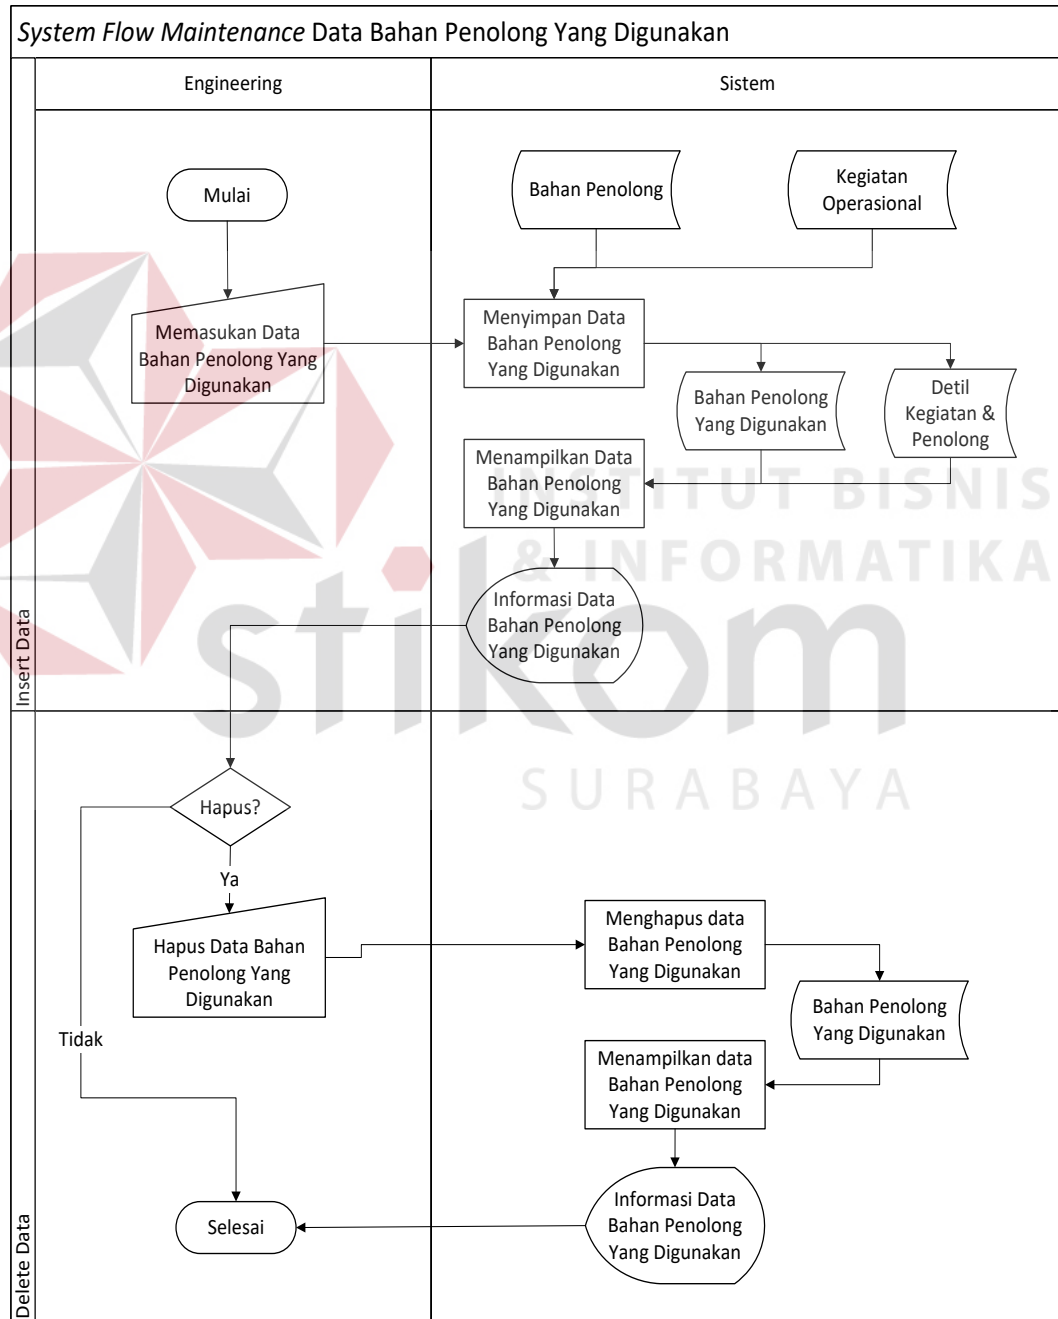 System Flow Maintenance Data Bahan Penolong Yang Digunakan
Engineering
Sistem
Insert Data
Mulai
Bahan Penolong
Kegiatan
Operasional
Memasukan Data
Bahan Penolong Yang
Digunakan
Menyimpan Data
Bahan Penolong
Yang Digunakan
Bahan Penolong
Yang Digunakan
Detil
Kegiatan &
Penolong
Menampilkan Data
Bahan Penolong
Yang Digunakan
Informasi Data
Bahan Penolong
Yang Digunakan
INSTITUT BISNIS
& INFORMATIKA
stikom
SURABAYA
Delete Data
Hapus?
Ya
Tidak
Hapus Data Bahan
Penolong Yang
Digunakan
Menghapus data
Bahan Penolong
Yang Digunakan
Bahan Penolong
Yang Digunakan
Menampilkan data
Bahan Penolong
Yang Digunakan
Informasi Data
Bahan Penolong
Yang Digunakan
Selesai